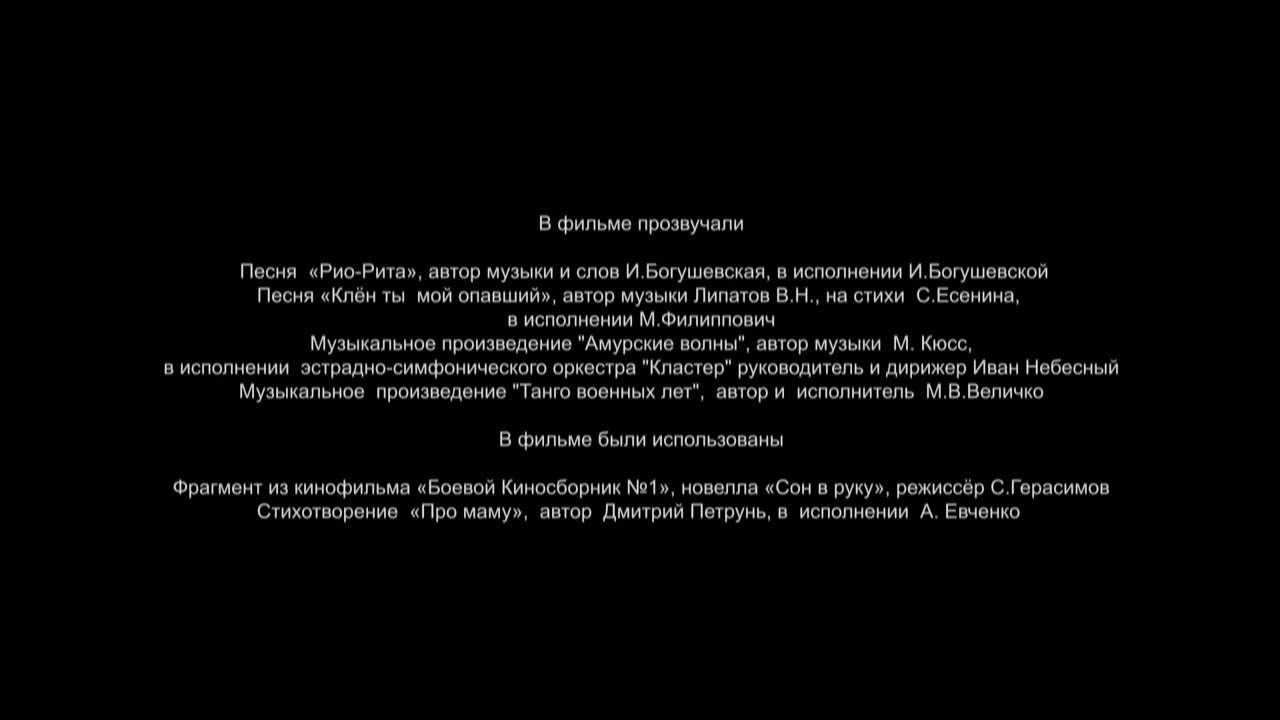 В фильме прозвучали
Песня «Рио-Рита», автор музыки и слов И.Богушевская, в исполнении И.Богушевской
Песня «Клён ты мой опавший», автор музыки Липатов В.Н., на стихи С.Есенина,
в исполнении М.Филиппович
Музыкальное произведение "Амурские волны", автор музыки М. Кюсс,
в исполнении эстрадно-симфонического оркестра "Кластер" руководитель и дирижер Иван Небесный
Музыкальное произведение "Танго военных лет", автор и исполнитель М.В.Величко
В фильме были использованы
Фрагмент из кинофильма «Боевой Киносборник №1», новелла «Сон в руку», режиссёр С.Герасимов
Стихотворение «Про маму», автор Дмитрий Петрунь, в исполнении А. Евченко